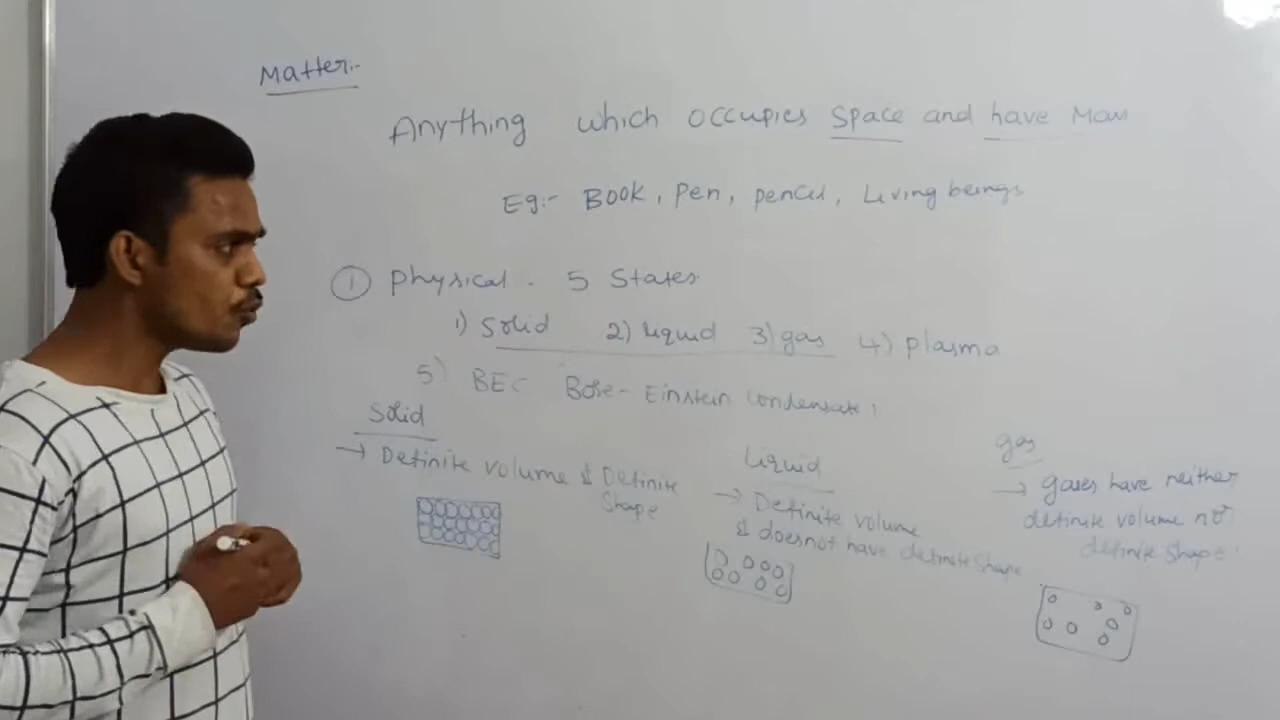 Matter:-
Anything which occupies space and have Mass
Eg:- Book, Pen, pencil, Living beings
① Physical - 5 States
1) Solid 2) Liquid 3) gas 4) plasma
5) BEC Bose-Einstein condensate
Solid
→ Definite volume & Definite
Shape
Liquid
→ Definite volume
& doesnot have definite shape
gas
→ gases have neither
definite volume nor
definite shape